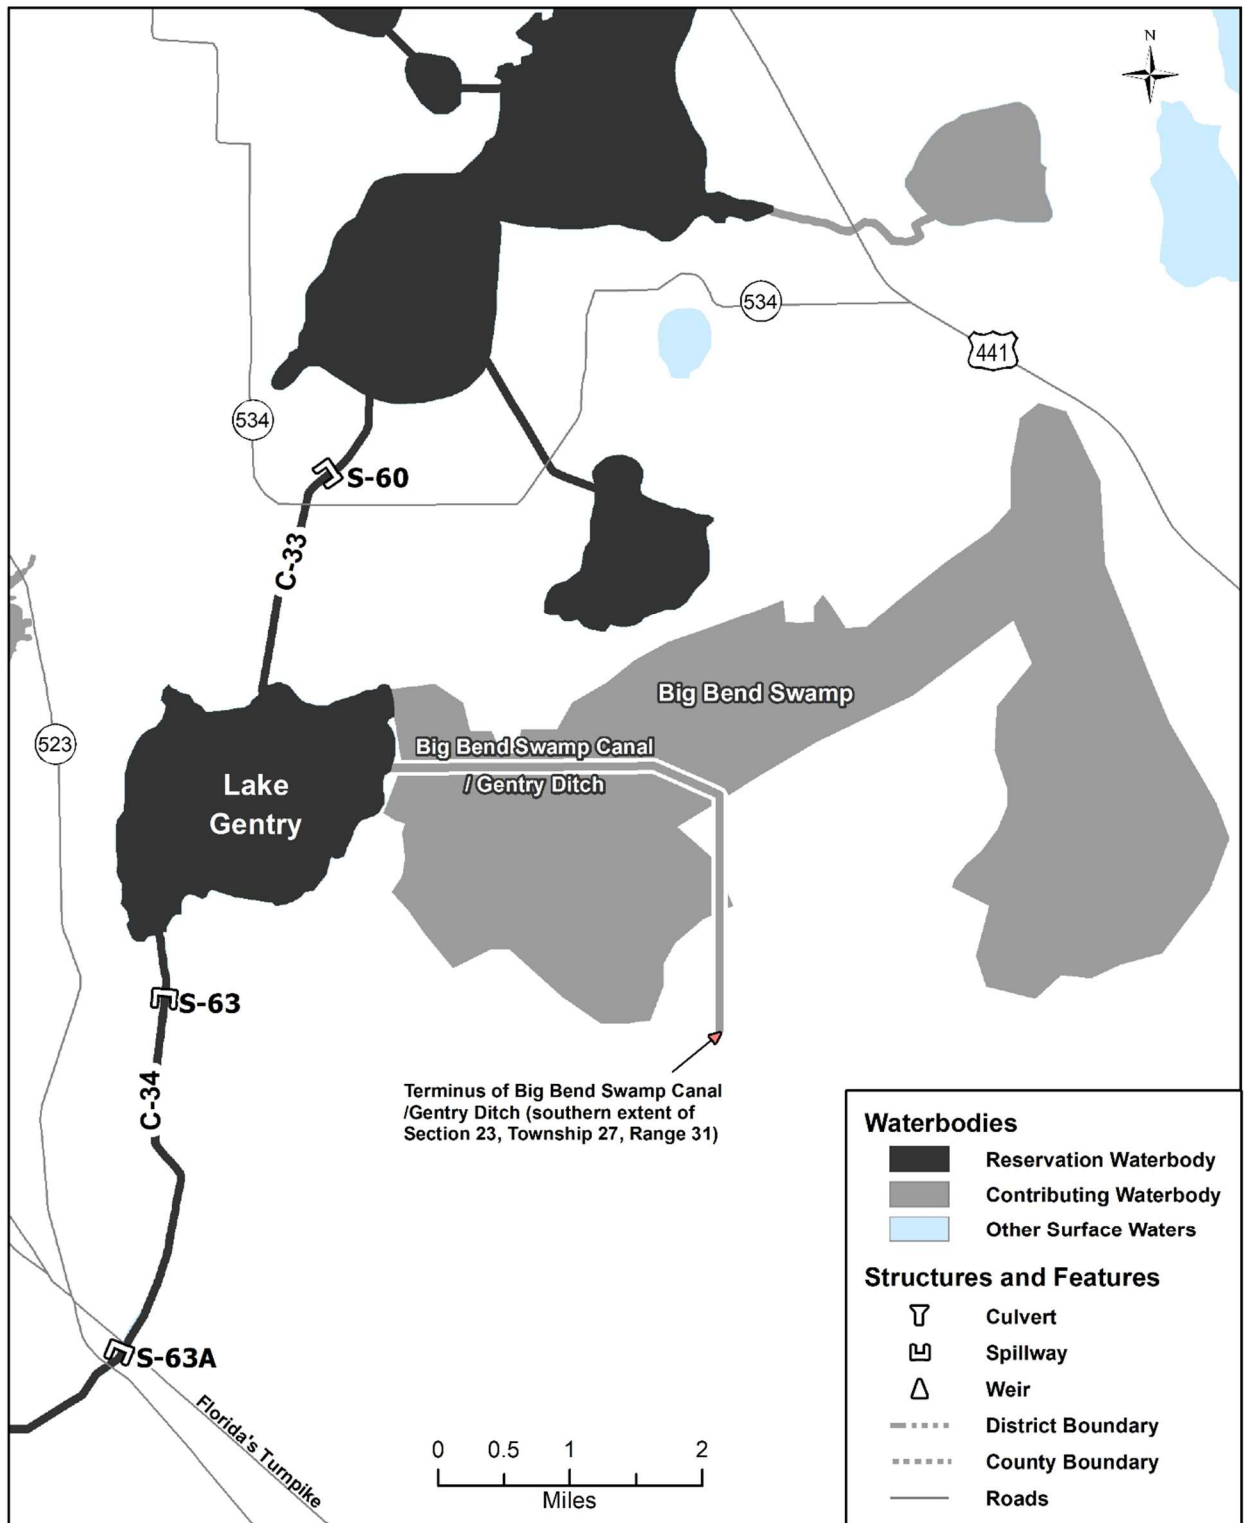 N
534
441
534
S-60
C-33
Big Bend Swamp
523
Big Bend Swamp Canal
/ Gentry Ditch
Lake
Gentry
S-63
C-34
Terminus of Big Bend Swamp Canal
/Gentry Ditch (southern extent of
Section 23, Township 27, Range 31)
S-63A
Florida's Turnpike
0 0.5 1 2
Miles
Waterbodies
Reservation Waterbody
Contributing Waterbody
Other Surface Waters
Structures and Features
Culvert
Spillway
Weir
District Boundary
County Boundary
Roads